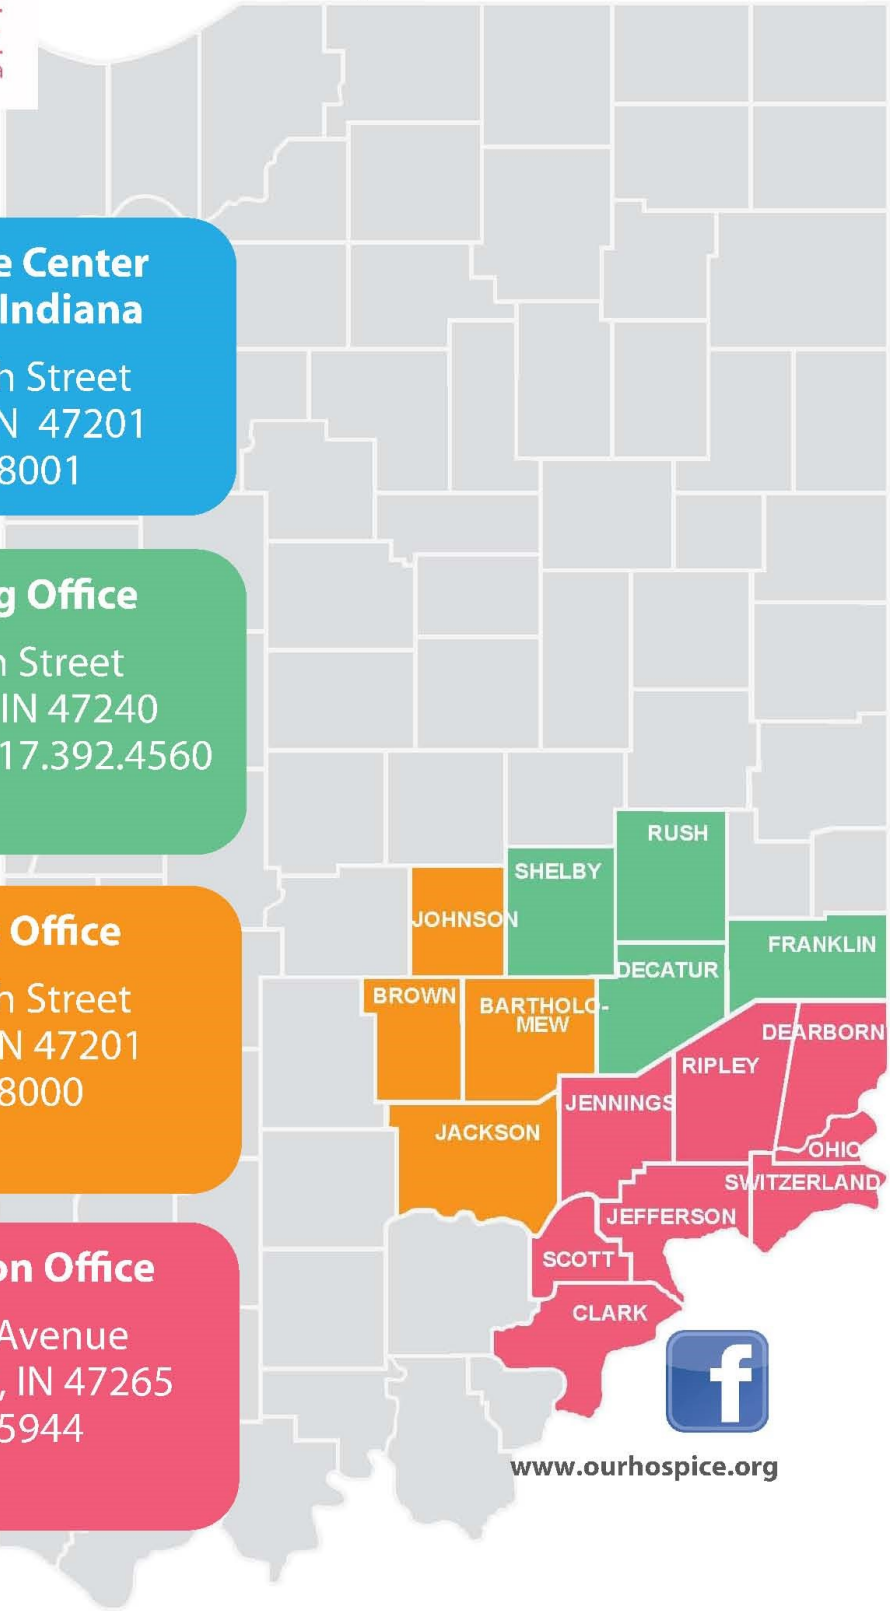 e Center
Indiana
n Street
N 47201
8001
g Office
n Street
IN 47240
17.392.4560
Office
n Street
N 47201
8000
on Office
Avenue
, IN 47265
5944
RUSH
SHELBY
JOHNSON
FRANKLIN
DECATUR
BROWN
BARTHOLO-
MEW
DEARBORN
RIPLEY
JENNINGS
JACKSON
OHIO
SWITZERLAND
JEFFERSON
SCOTT
CLARK
f
www.ourhospice.org